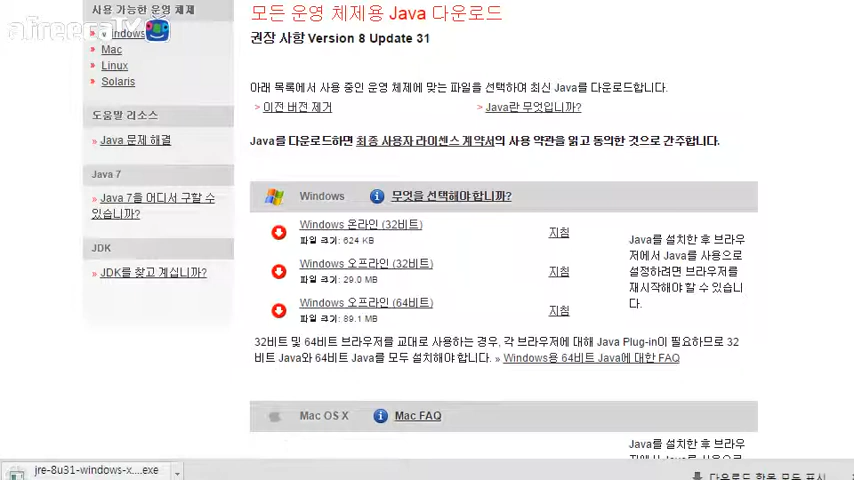 afreecaTV
사용 가능한 운영 체제
Mac
Linux
Solaris
도움말 리소스
» Java 문제 해결
Java 7
» Java 7을 어디서 구할 수
있습니까?
JDK
» JDK를 찾고 계십니까?
모든 운영 체제용 Java 다운로드
권장 사항 Version 8 Update 31
아래 목록에서 사용 중인 운영 체제에 맞는 파일을 선택하여 최신 Java를 다운로드합니다.
> 이전 버전 제거 > Java란 무엇입니까?
Java를 다운로드하면 최종 사용자 라이센스 계약서의 사용 약관을 읽고 동의한 것으로 간주합니다.
Windows 무엇을 선택해야 합니까?
Windows 온라인 (32비트) 지침
파일 크기: 624 KB
Windows 오프라인 (32비트) 지침
파일 크기: 29.0 MB
Windows 오프라인 (64비트) 지침
파일 크기: 89.1 MB
Java를 설치한 후 브라우
저에서 Java를 사용으로
설정하려면 브라우저를
재시작해야 할 수 있습니
다.
32비트 및 64비트 브라우저를 교대로 사용하는 경우, 각 브라우저에 대해 Java Plug-in이 필요하므로 32
비트 Java와 64비트 Java를 모두 설치해야 합니다. » Windows용 64비트 Java에 대한 FAQ
Mac OS X Mac FAQ
Java를 설치한 후 브라우
jre-8u31-windows-x....exe
다운로드 항목 모두 표시